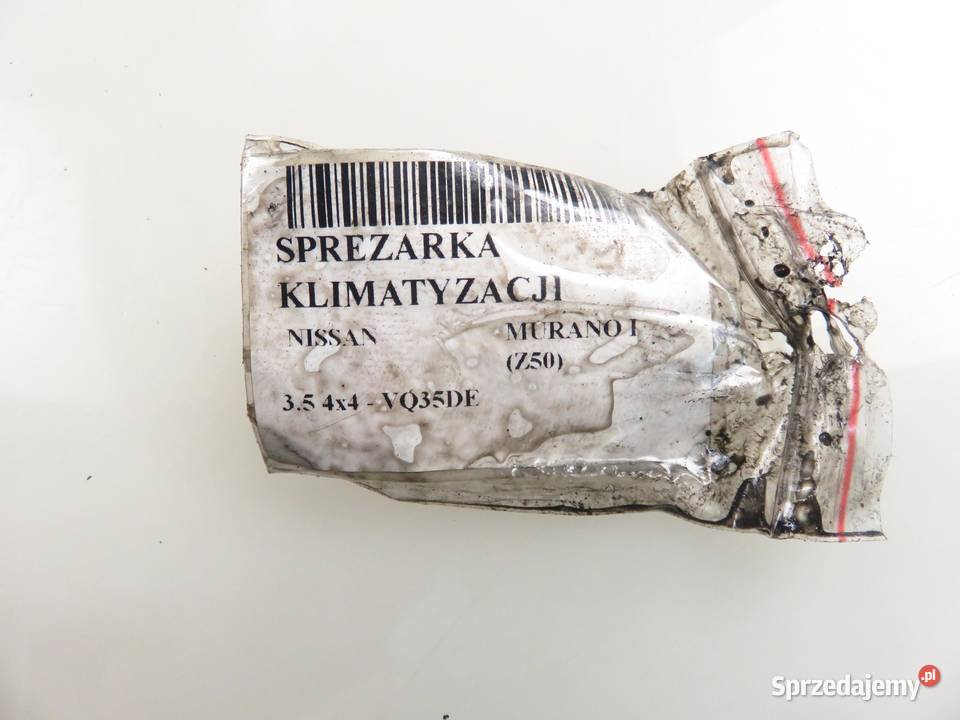 SPREZARKA
KLIMATYZACJI
NISSAN MURANO I
(Z50)
3.5 4x4 - VQ35DE
Sprzedajemy.pl